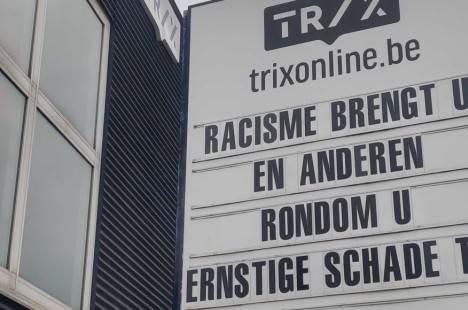 TRIX
trixonline.be
RACISME BRENGT U
EN ANDEREN
RONDOM U
ERNSTIGE SCHADE T